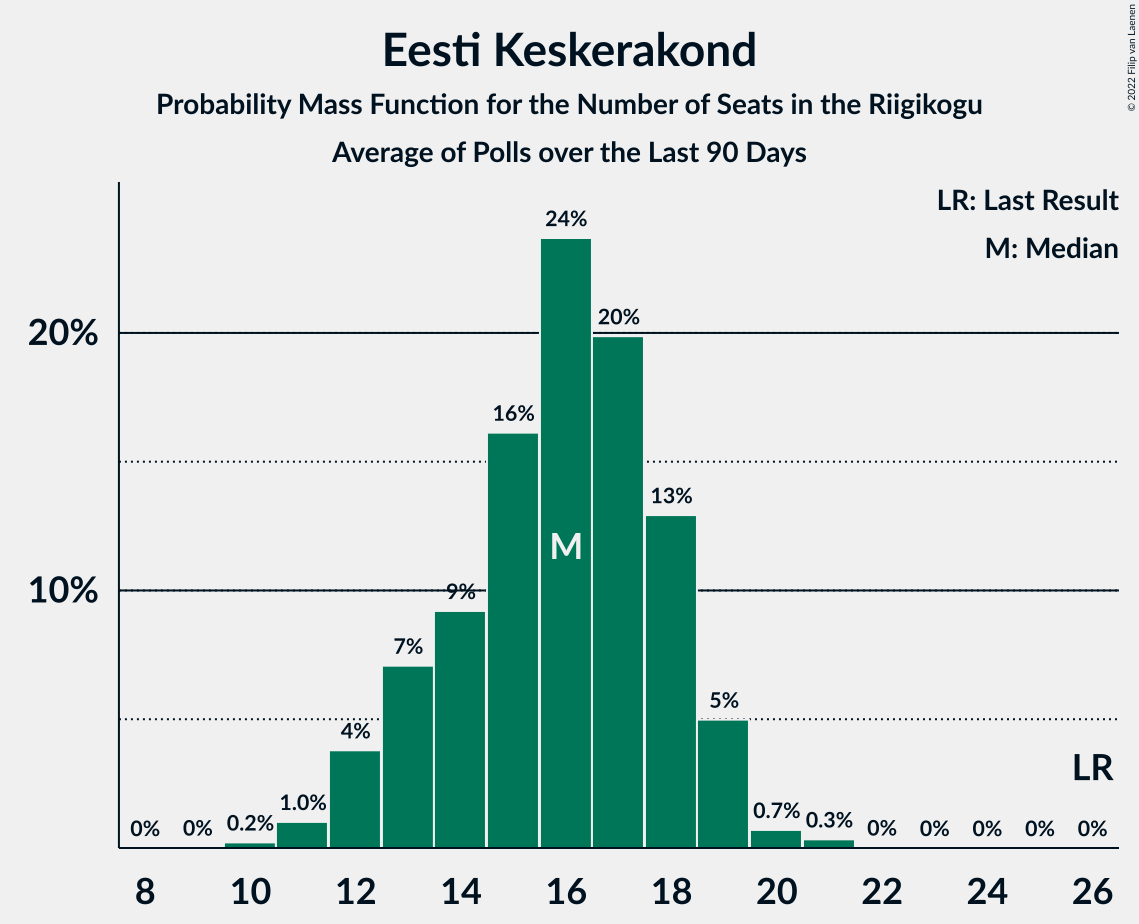 Eesti Keskerakond
Probability Mass Function for the Number of Seats in the Riigikogu
Average of Polls over the Last 90 Days
© 2022 Filip van Laenen
LR: Last Result
M: Median
24%
20%
20%
16%
13%
M
10%
9%
7%
5%
4%
LR
0% 0% 0.2% 1.0% 0.7% 0.3% 0% 0% 0% 0% 0%
8 10 12 14 16 18 20 22 24 26